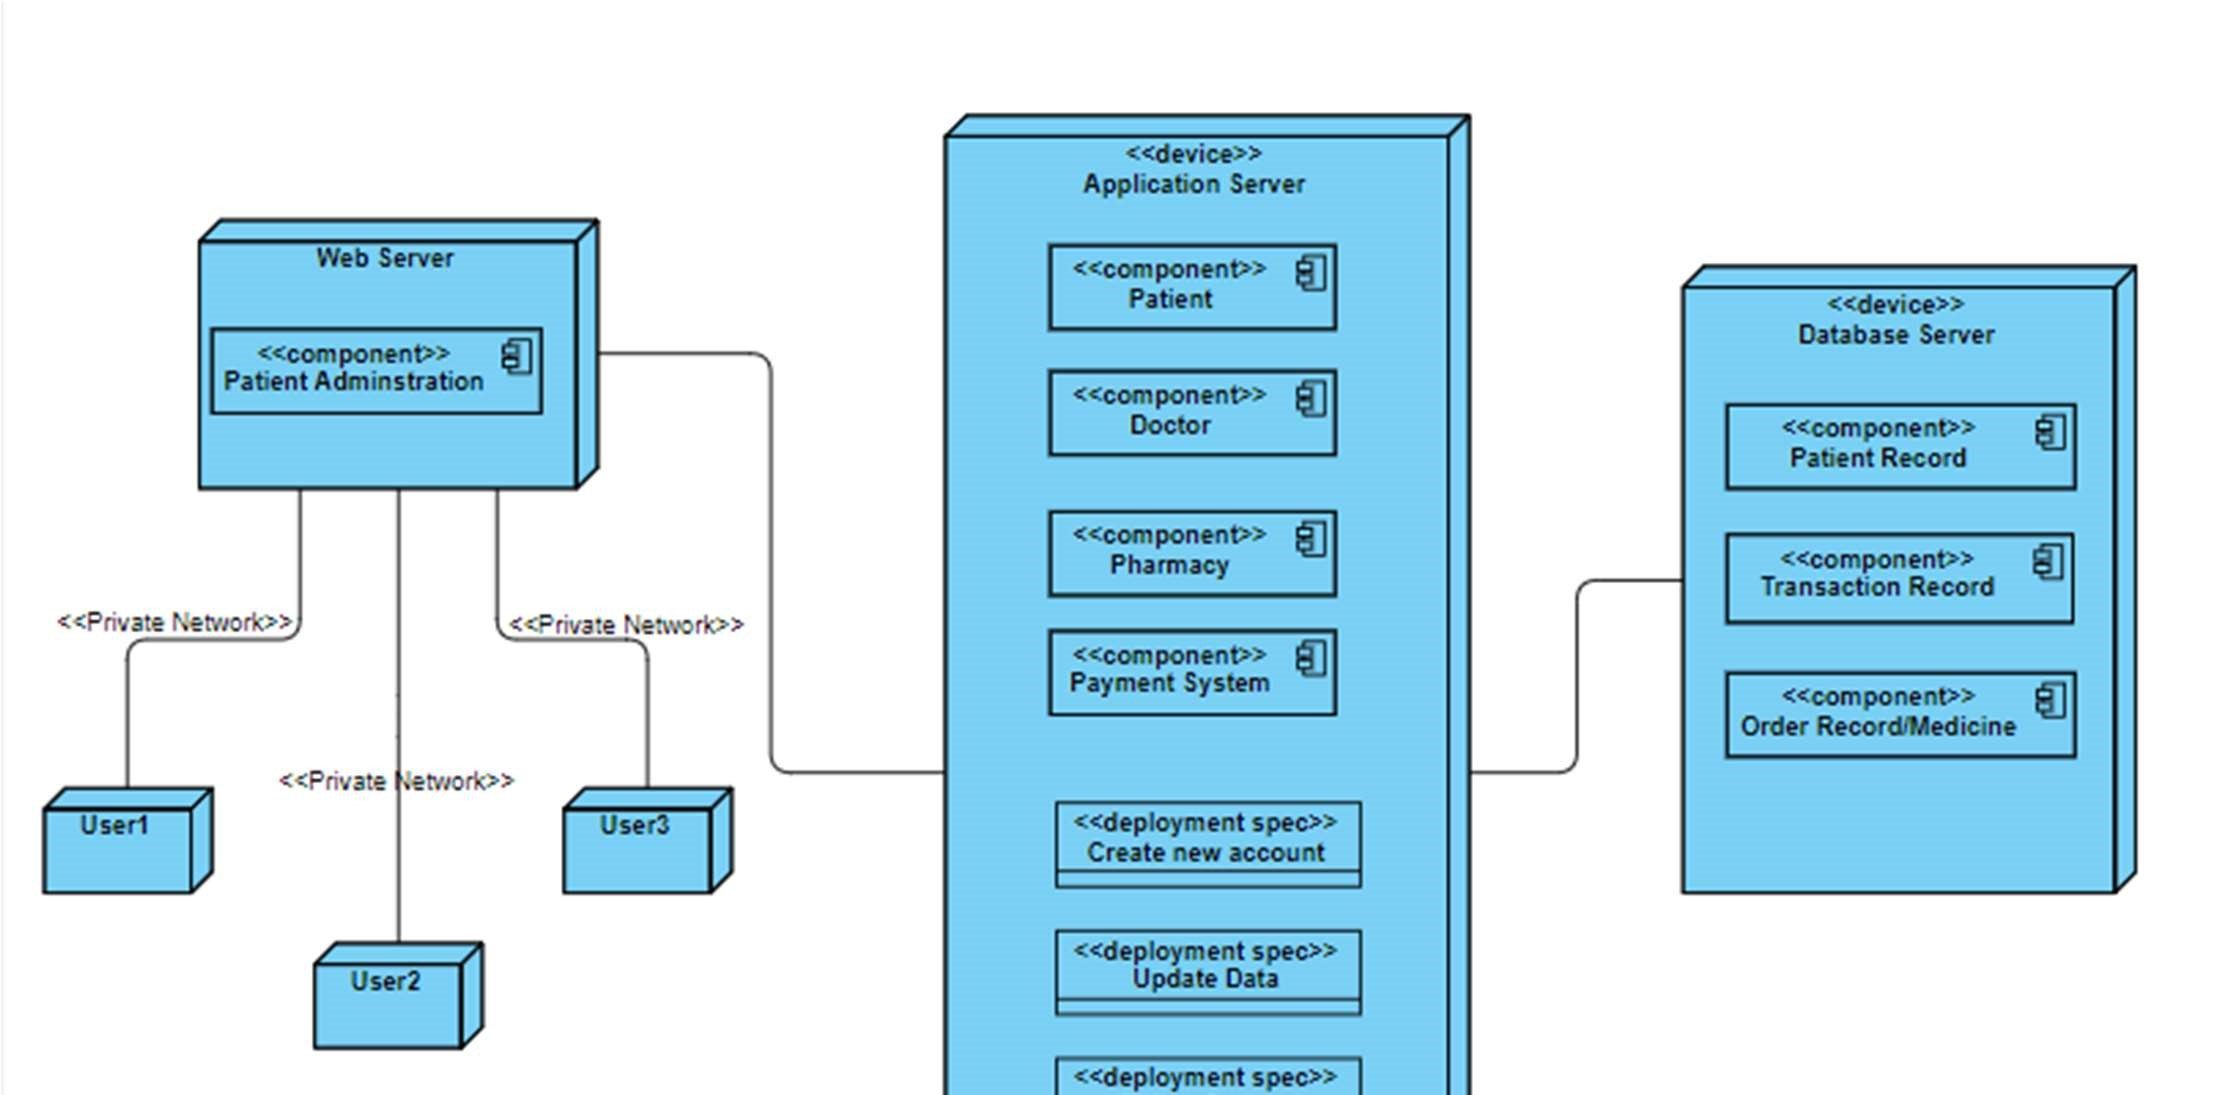 Web Server
<<component>>
Patient Adminstration
<<Private Network>>
<<Private Network>>
<<Private Network>>
User1
User2
User3
<<device>>
Application Server
<<component>>
Patient
<<component>>
Doctor
<<component>>
Pharmacy
<<component>>
Payment System
<<deployment spec>>
Create new account
<<deployment spec>>
Update Data
<<deployment spec>>
<<device>>
Database Server
<<component>>
Patient Record
<<component>>
Transaction Record
<<component>>
Order Record/Medicine